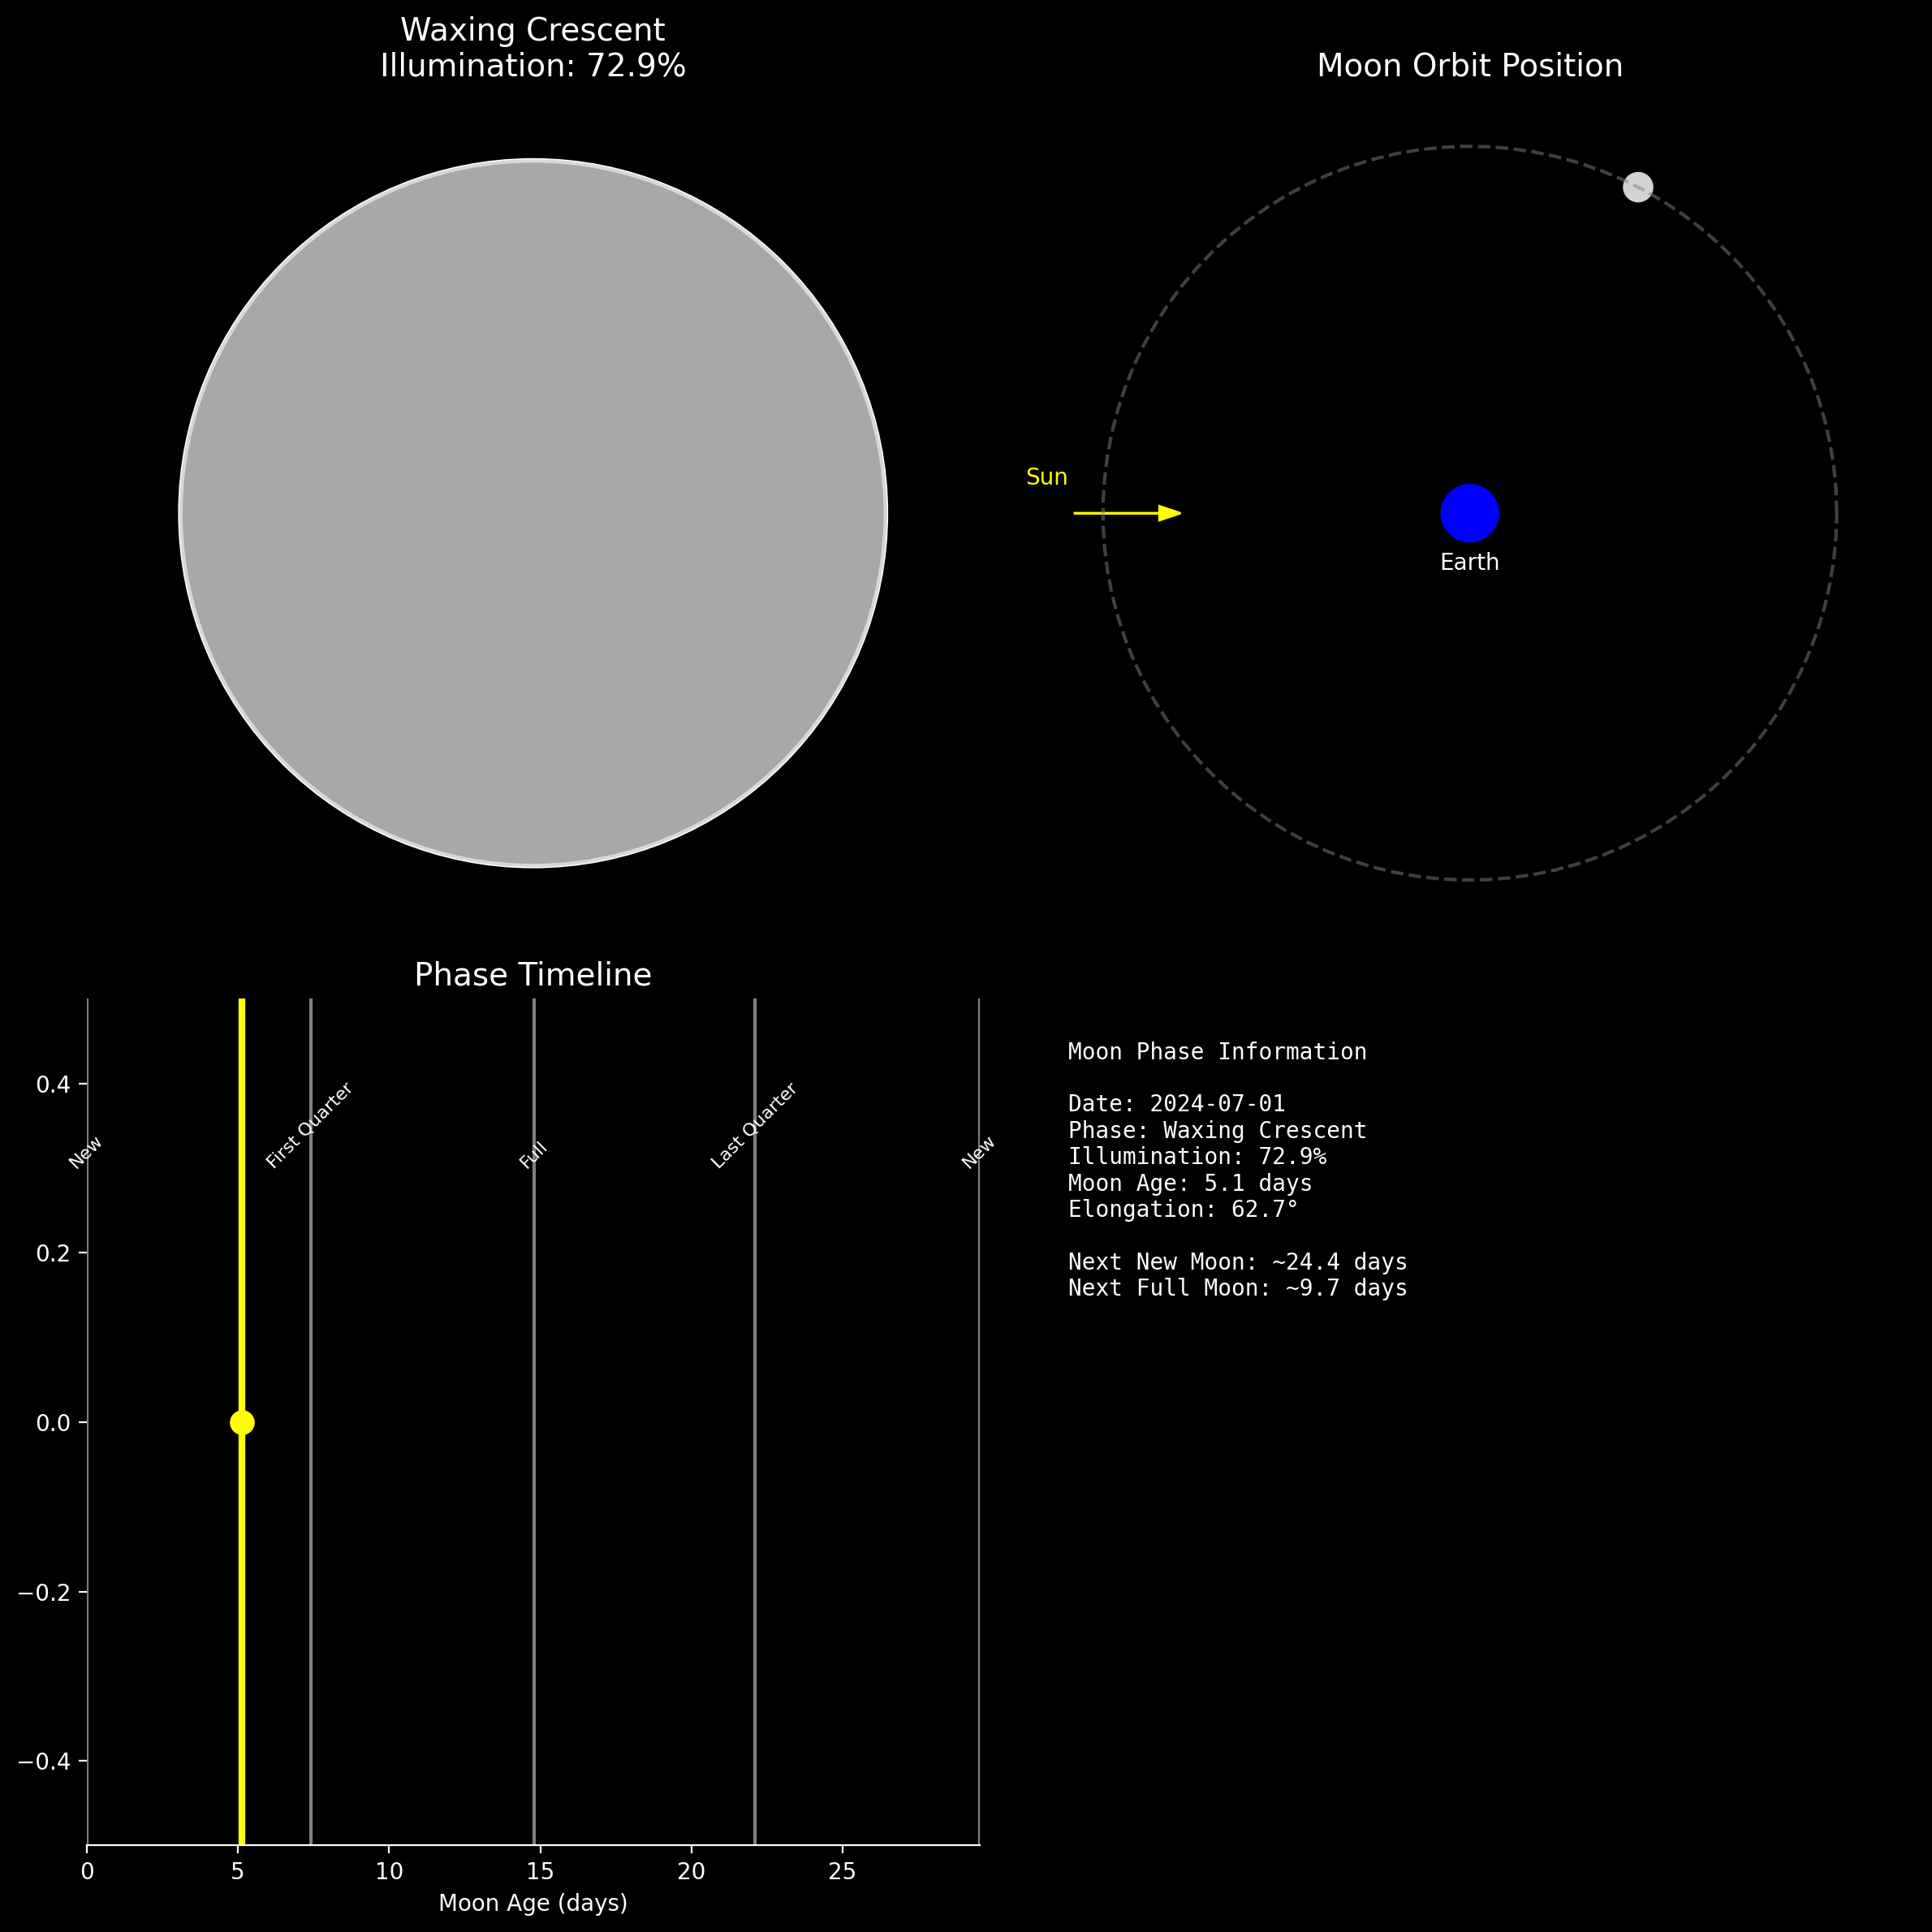 Waxing Crescent
Illumination: 72.9%
Moon Orbit Position
Sun
Earth
Phase Timeline
0.4
0.2
0.0
−0.2
−0.4
New
First Quarter
Full
Last Quarter
New
0
5
10
15
20
25
Moon Age (days)
Moon Phase Information
Date: 2024-07-01
Phase: Waxing Crescent
Illumination: 72.9%
Moon Age: 5.1 days
Elongation: 62.7°
Next New Moon: ~24.4 days
Next Full Moon: ~9.7 days